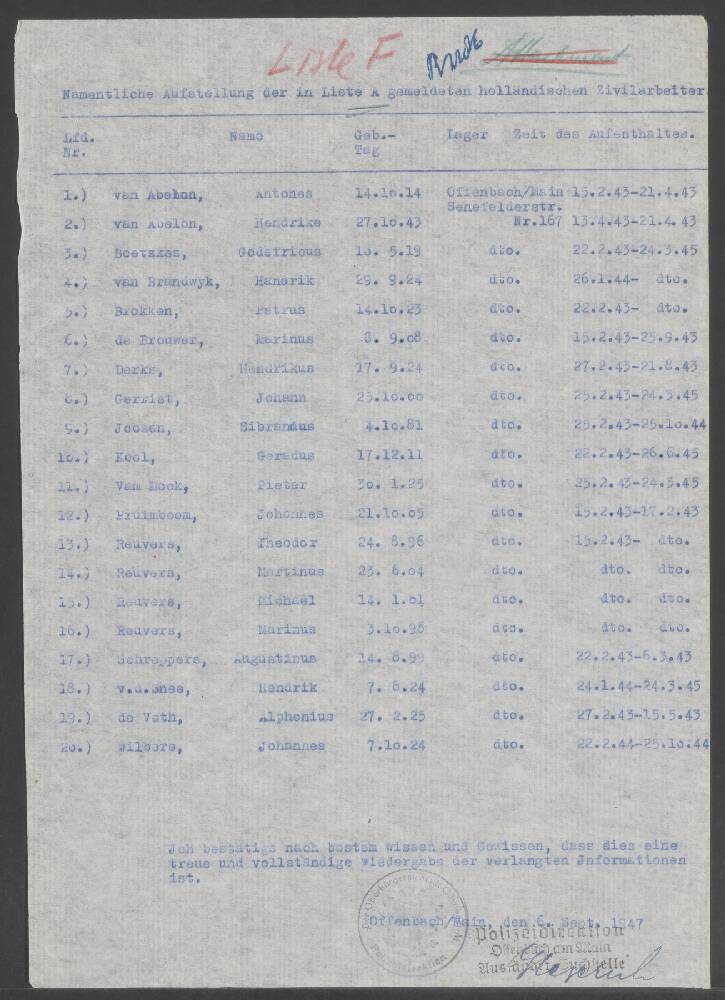 Liste F
Namentliche Aufstellung der in Liste A gemeldeten holländischen Zivilarbeiter.
Lfd. Nr. Name Geb.-Tag Lager Zeit des Aufenthaltes.
1.) van Abelon, Antones 14.10.14 Offenbach/Main 15.2.43-21.4.43
Senefelderstr.
2.) van Abelon, Hendrike 27.10.43 Nr.167 13.4.43-21.4.43
3.) Godefrious 10. 5.19 dto. 22.2.43-24.3.45
4.) van Brandwyk, Handrik 29. 9.24 dto. 26.1.44- dto.
5.) Brokken, Petrus 14.10.23 dto. 22.2.43- dto.
6.) de Brouwer, Marinus 8. 9.08 dto. 15.2.43-25.9.43
7.) Derks, Hendrikus 17. 9.24 dto. 27.2.43-21.8.43
8.) Johann 25.10.00 dto. 25.2.43-24.3.45
9.) Joosen, Sibrandus 4.10.81 dto. 25.2.43-25.10.44
10.) Kool, Geradus 17.12.11 dto. 22.2.43-26.6.45
11.) Pieter 30. 1.25 dto. 25.2.43-24.3.45
12.) Pruimboom, Johannes 21.10.05 dto. 15.2.43-17.2.43
13.) Reuvers, Theodor 24. 8.96 dto. 15.2.43- dto.
14.) Reuvers, Martinus 23. 6.04 dto. dto. dto.
15.) Reuvers, Michael 14. 1.01 dto. dto. dto.
16.) Reuvers, Marinus 3.10.98 dto. dto. dto.
17.) Schreppers, Augustinus 14. 8.99 dto. 22.2.43-6.3.43
18.) v.d.Snee, Hendrik 7. 8.24 dto. 24.1.44-24.3.45
19.) de Veth, Alphonius 27. 2.25 dto. 27.2.43-15.5.43
20.) Wilbers, Johannes 7.10.24 dto. 22.2.44-25.10.44
Jch bestätige nach bestem Wissen und Gewissen, dass dies eine
treue und vollständige Wiedergabe der verlangten Jnformationen
ist.
Offenbach/Main, den 6. Sept. 1947
Polizeidirektion
Offenbach am Main